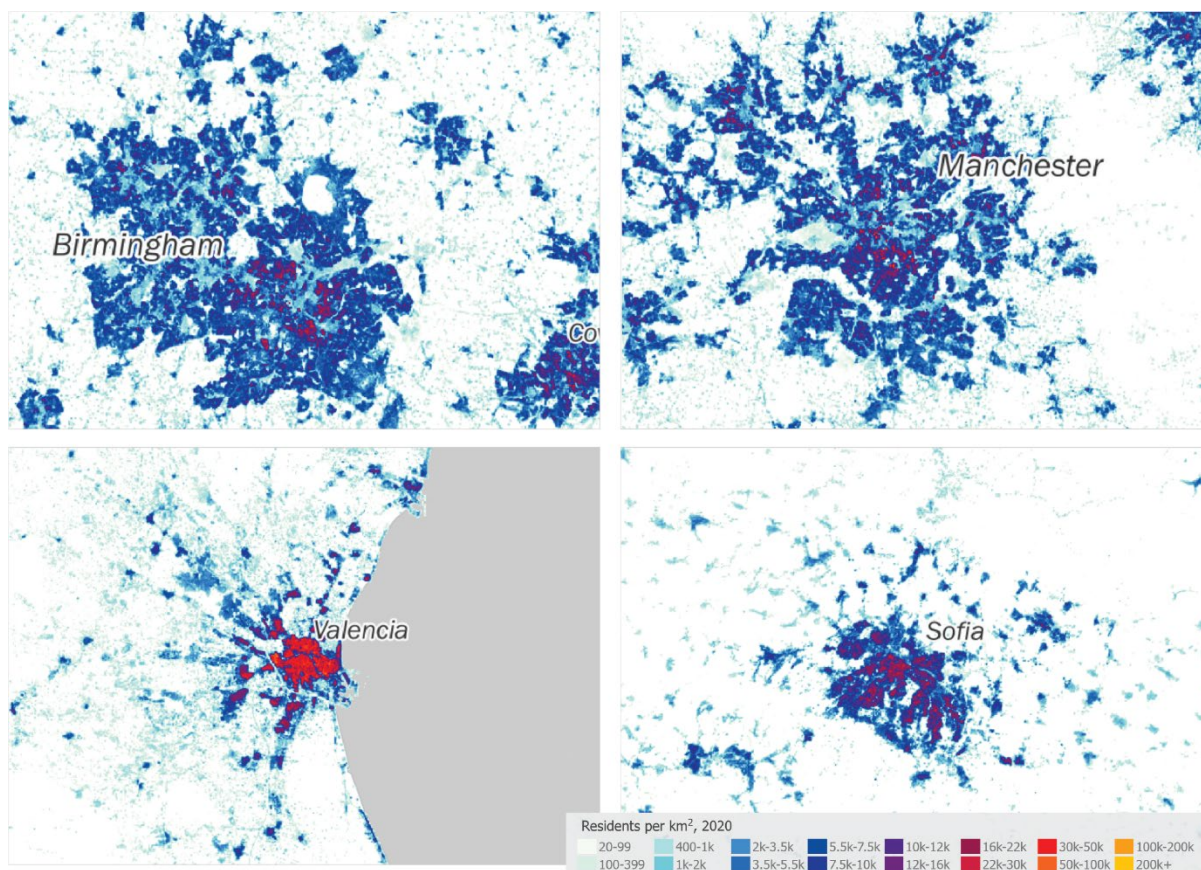 Manchester
Birmingham
Co
Valencia
Sofia
Residents per km², 2020
20-99 400-1k 2k-3.5k 5.5k-7.5k 10k-12k 16k-22k 30k-50k 100k-200k
100-399 1k-2k 3.5k-5.5k 7.5k-10k 12k-16k 22k-30k 50k-100k 200k+